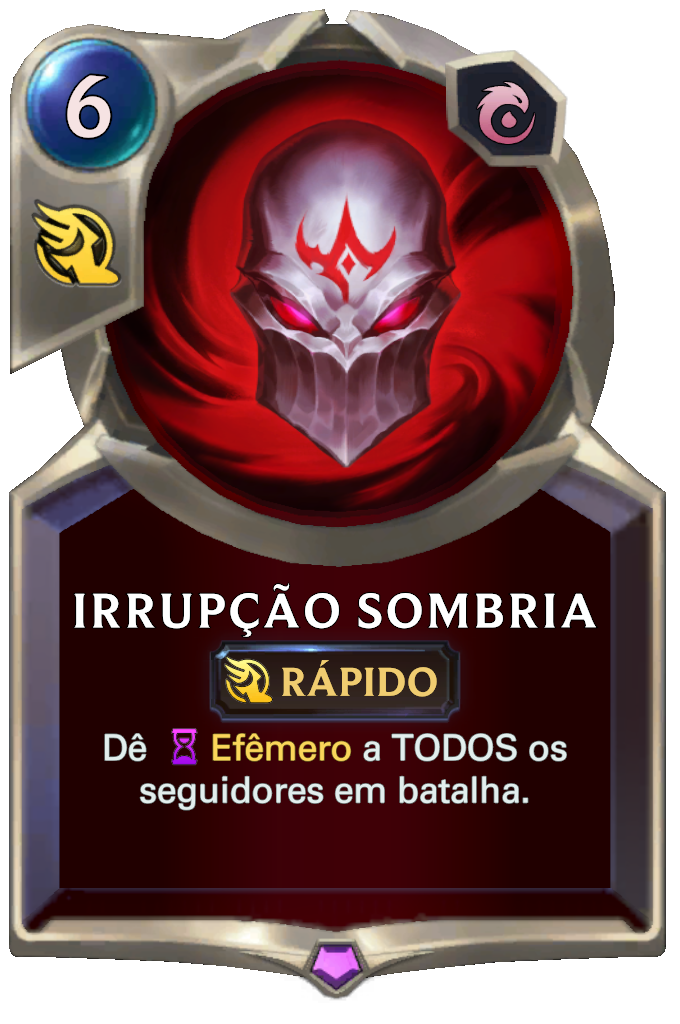 6
IRRUPÇÃO SOMBRIA
RÁPIDO
Dê Efêmero a TODOS os
seguidores em batalha.